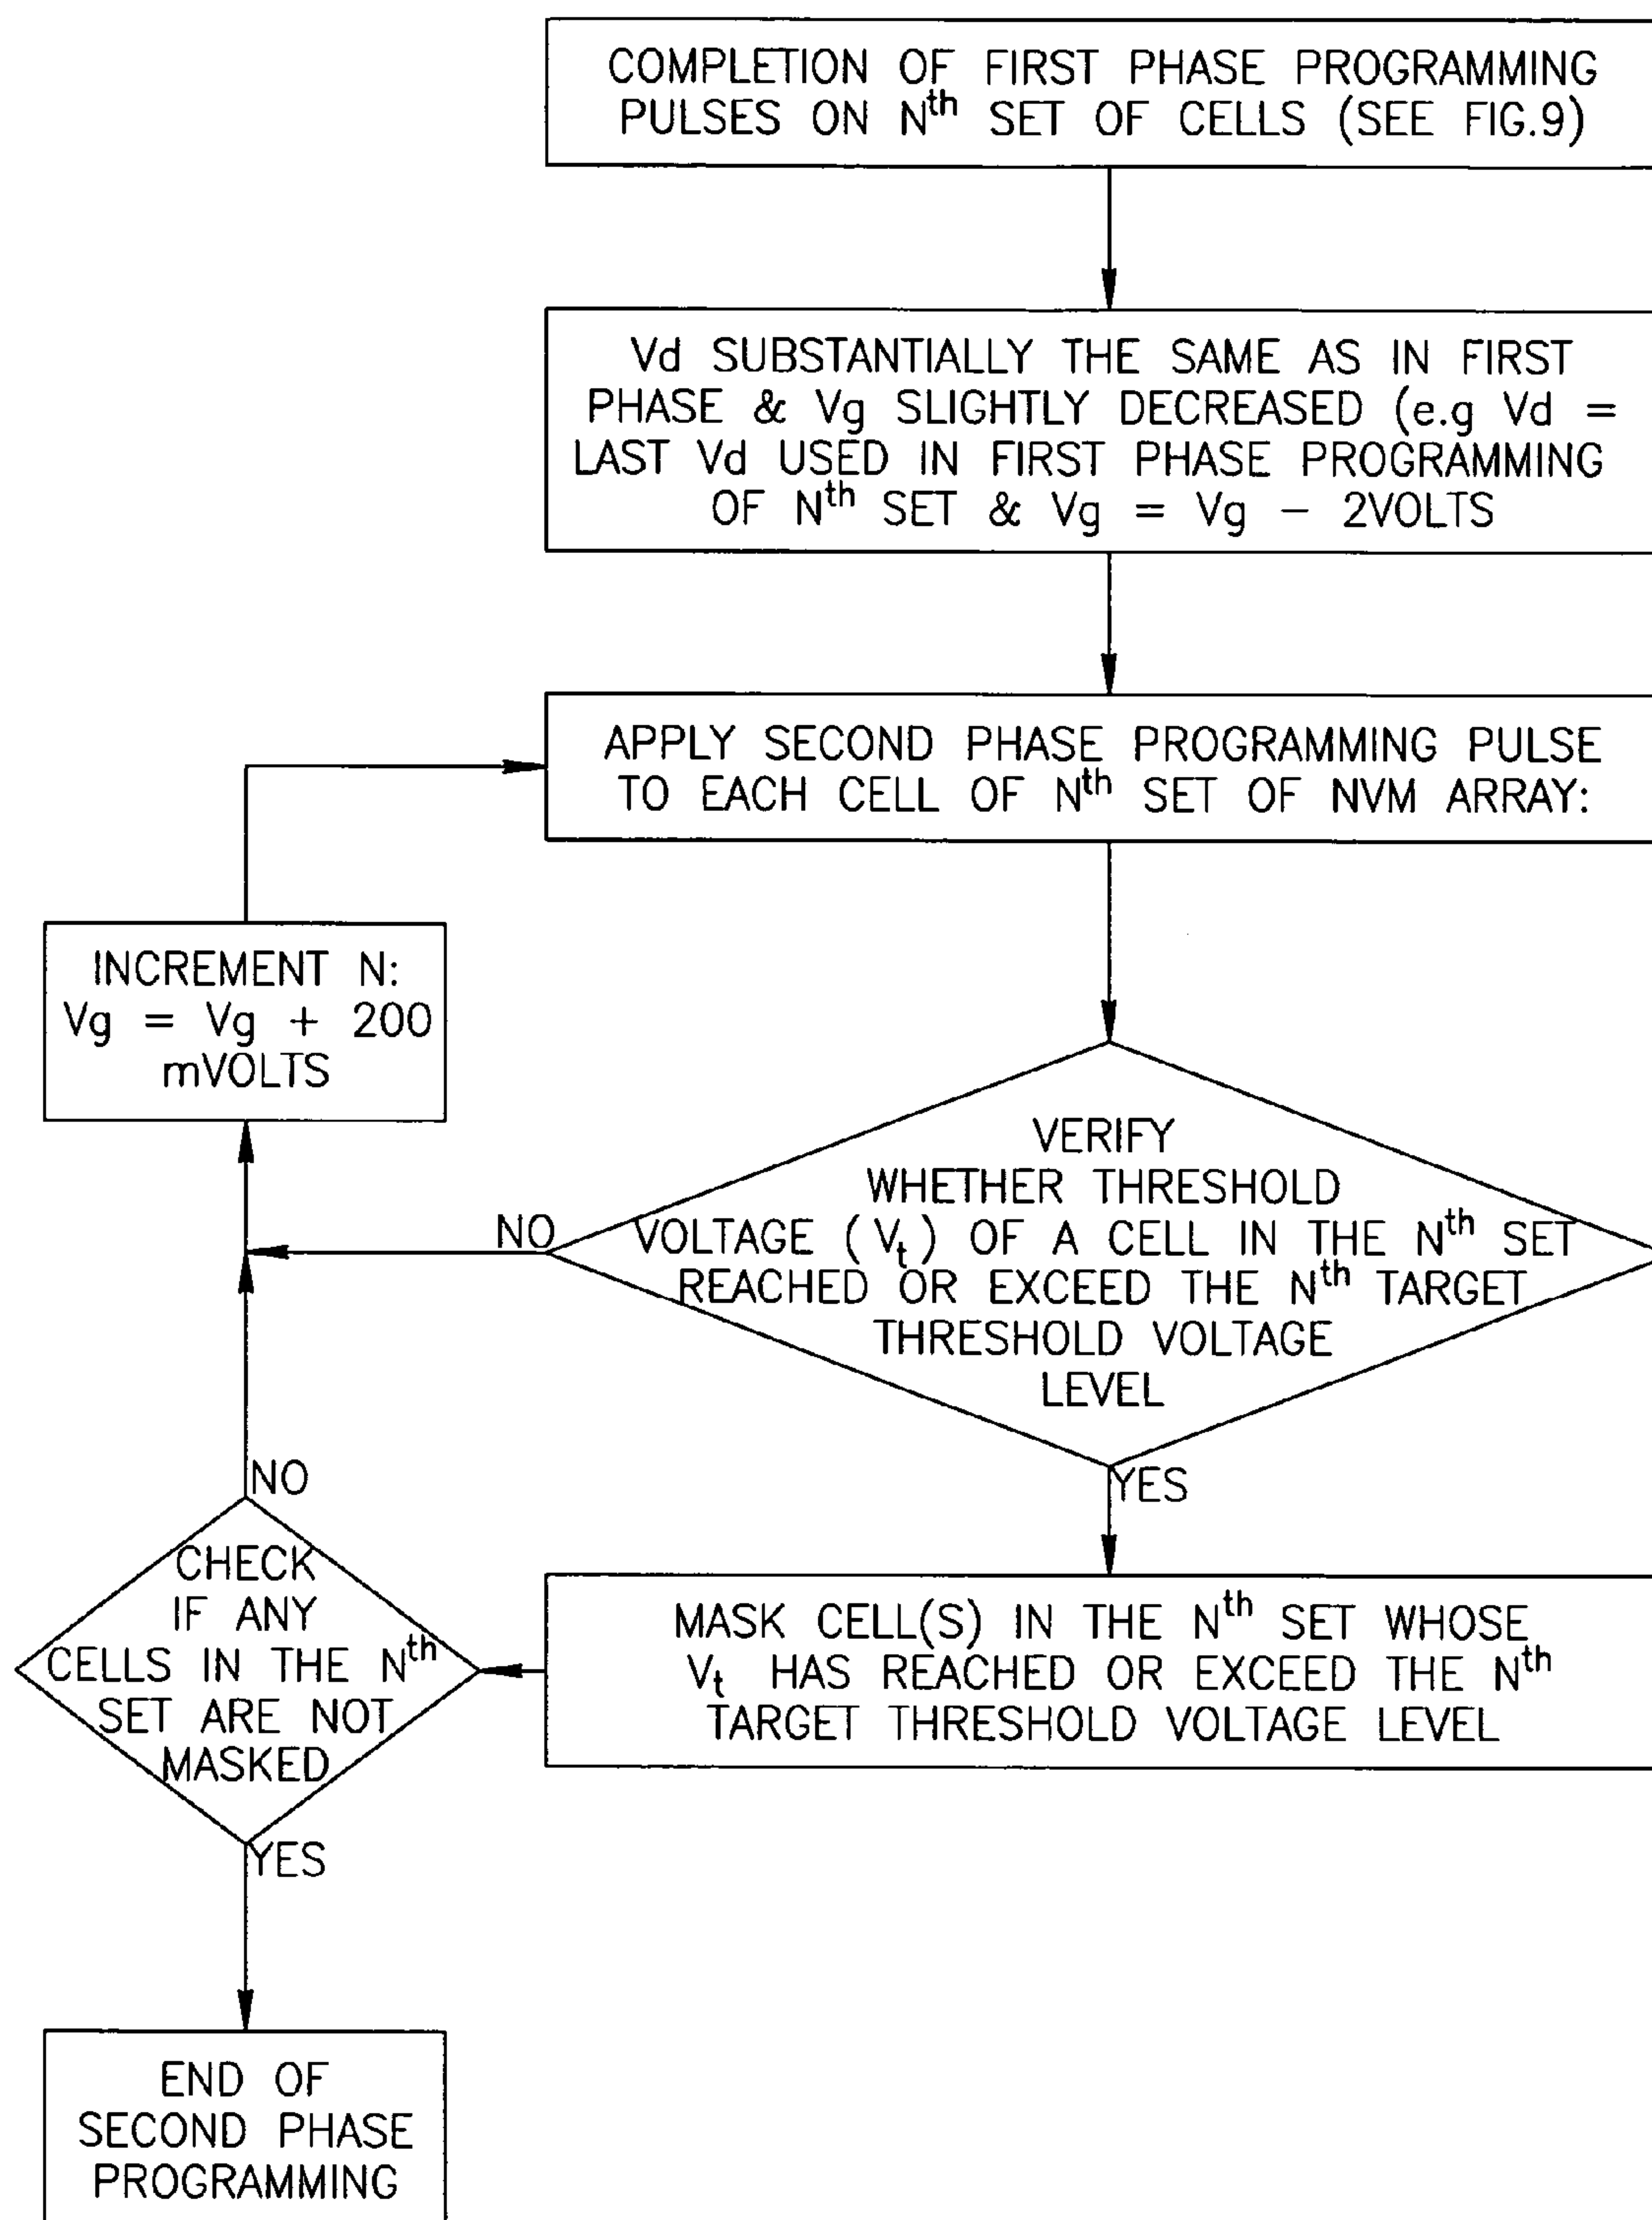 COMPLETION OF FIRST PHASE PROGRAMMING
PULSES ON Nth SET OF CELLS (SEE FIG.9)
Vd SUBSTANTIALLY THE SAME AS IN FIRST
PHASE & Vg SLIGHTLY DECREASED (e.g Vd =
LAST Vd USED IN FIRST PHASE PROGRAMMING
OF Nth SET & Vg = Vg – 2VOLTS
APPLY SECOND PHASE PROGRAMMING PULSE
TO EACH CELL OF Nth SET OF NVM ARRAY:
INCREMENT N:
Vg = Vg + 200
mVOLTS
VERIFY
WHETHER THRESHOLD
VOLTAGE (Vt) OF A CELL IN THE Nth SET
REACHED OR EXCEED THE Nth TARGET
THRESHOLD VOLTAGE
LEVEL
NO
YES
MASK CELL(S) IN THE Nth SET WHOSE
Vt HAS REACHED OR EXCEED THE Nth
TARGET THRESHOLD VOLTAGE LEVEL
NO
CHECK
IF ANY
CELLS IN THE Nth
SET ARE NOT
MASKED
YES
END OF
SECOND PHASE
PROGRAMMING